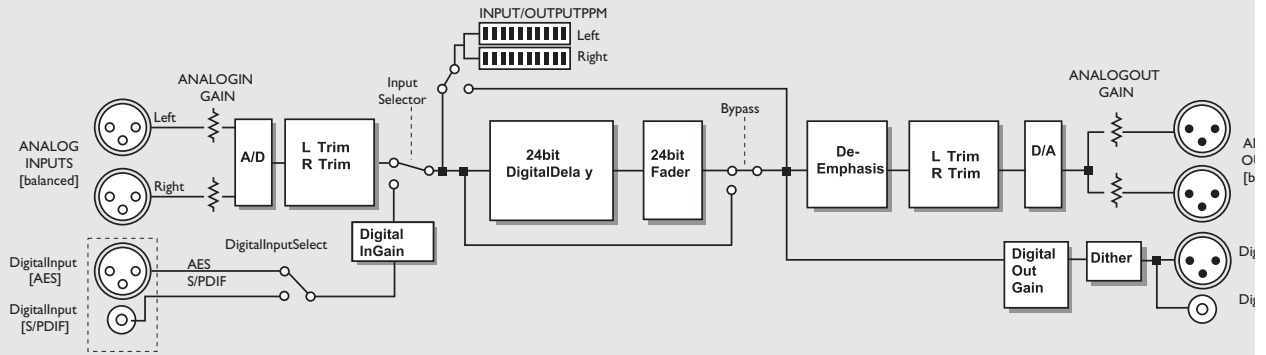 INPUT/OUTPUTPPM
Left
Right
ANALOGIN
GAIN
Input
Selector
ANALOGOUT
GAIN
Bypass
Left
ANALOG
INPUTS
[balanced]
Right
A/D
L Trim
R Trim
24bit
DigitalDela y
24bit
Fader
De-
Emphasis
L Trim
R Trim
D/A
DigitalInputSelect
Digital
InGain
DigitalInput
[AES]
AES
S/PDIF
DigitalInput
[S/PDIF]
Digital
Out
Gain
Dither